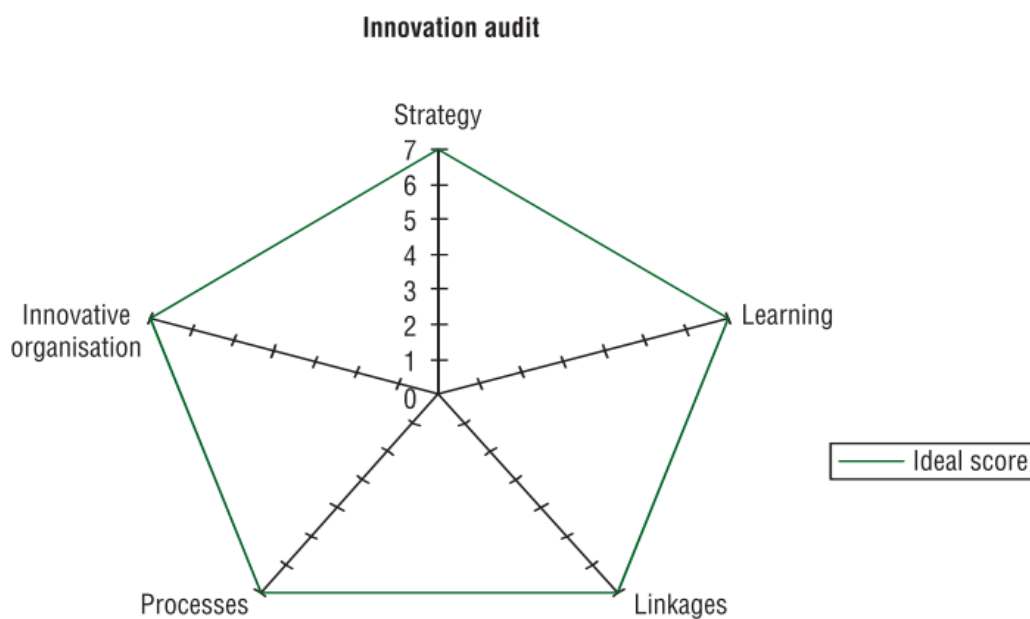 Innovation audit
Strategy
7
6
5
4
3
2
1
0
Innovative
organisation
Learning
Ideal score
Processes
Linkages